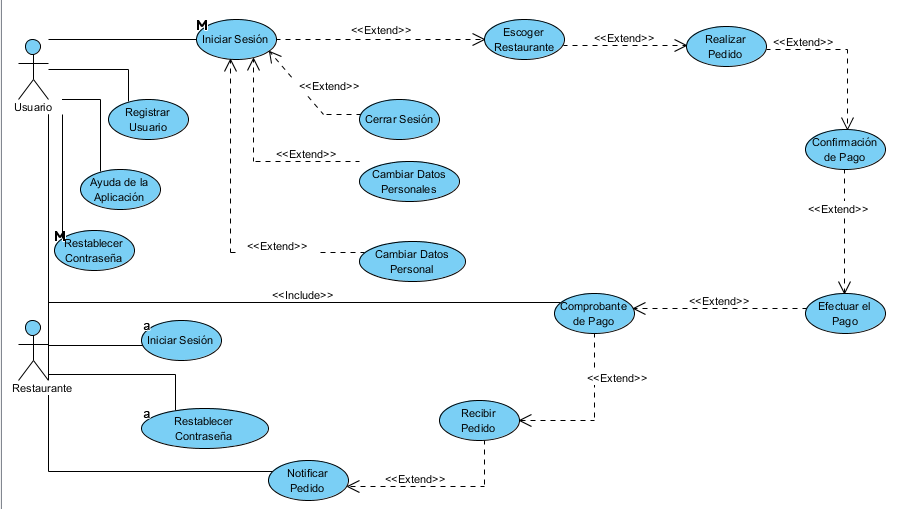 M
Iniciar Sesión
<<Extend>>
Escoger
Restaurante
<<Extend>>
Realizar
Pedido
<<Extend>>
Usuario
Registrar
Usuario
<<Extend>>
Cerrar Sesión
Confirmación
de Pago
<<Extend>>
Cambiar Datos
Personales
Ayuda de la
Aplicación
<<Extend>>
M
Restablecer
Contraseña
<<Extend>>
Cambiar Datos
Personal
<<Include>>
Comprobante
de Pago
<<Extend>>
Efectuar el
Pago
Restaurante
a
Iniciar Sesión
<<Extend>>
a
Restablecer
Contraseña
Recibir
Pedido
Notificar
Pedido
<<Extend>>